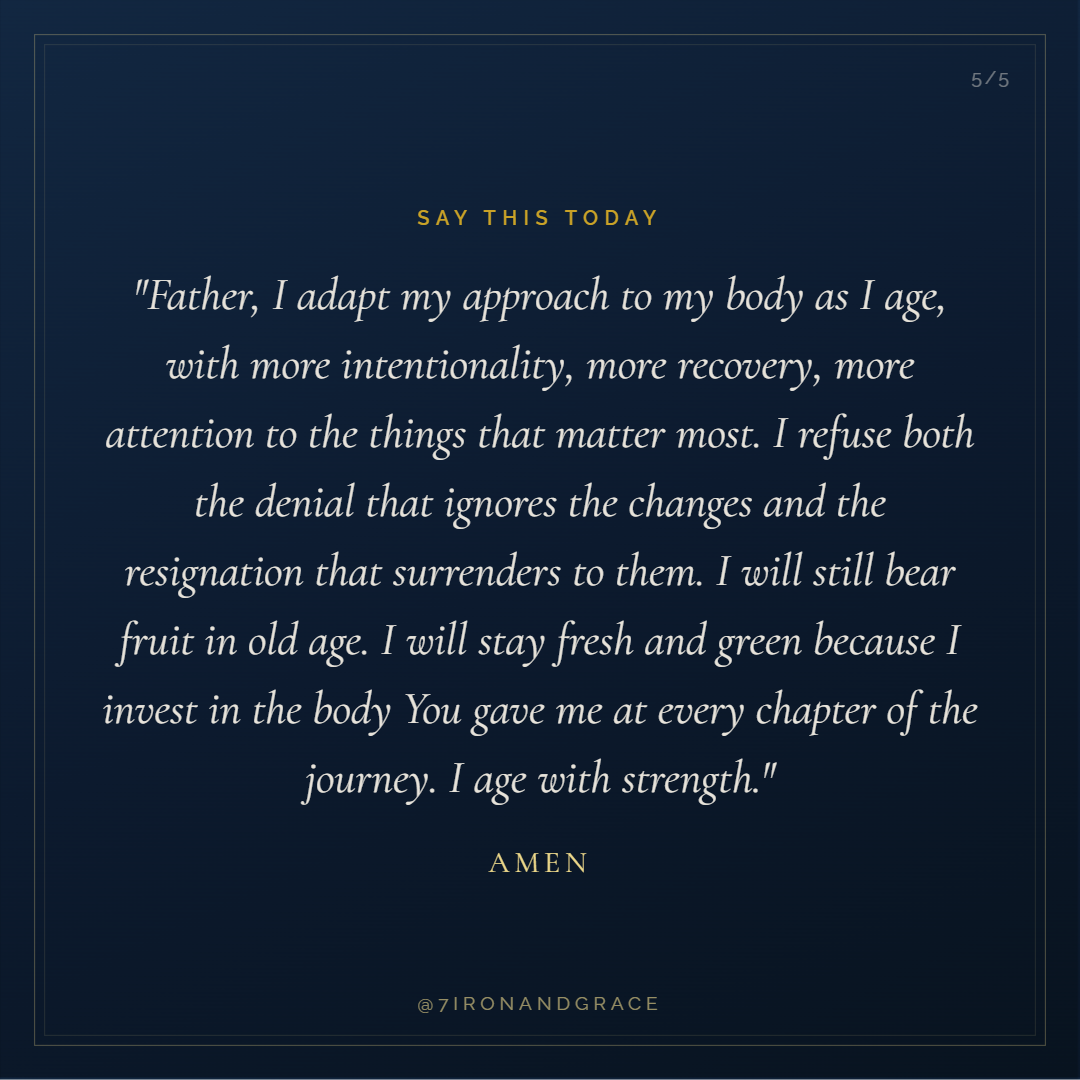 5/5
SAY THIS TODAY
"Father, I adapt my approach to my body as I age,
with more intentionality, more recovery, more
attention to the things that matter most. I refuse both
the denial that ignores the changes and the
resignation that surrenders to them. I will still bear
fruit in old age. I will stay fresh and green because I
invest in the body You gave me at every chapter of the
journey. I age with strength."
AMEN
@7IRONANDGRACE